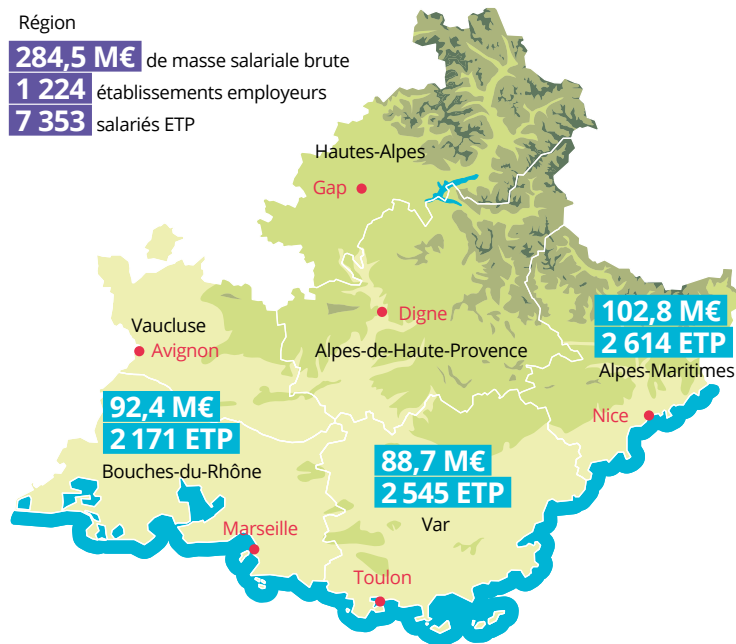 Région
284,5 M€ de masse salariale brute
1 224 établissements employeurs
7 353 salariés ETP
Hautes-Alpes
Gap
Digne
Alpes-de-Haute-Provence
Vaucluse
Avignon
102,8 M€
2 614 ETP
Alpes-Maritimes
Nice
92,4 M€
2 171 ETP
Bouches-du-Rhône
Marseille
88,7 M€
2 545 ETP
Var
Toulon